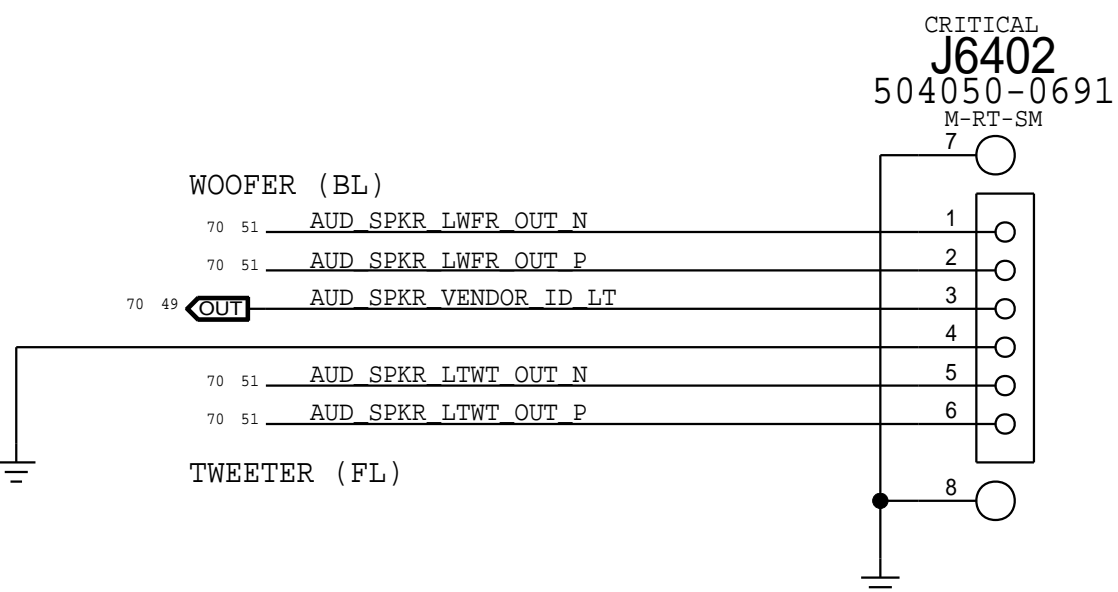 CRITICAL
J6402
504050-0691
M-RT-SM
7
WOOFER (BL)
70 51 AUD_SPKR_LWFR_OUT_N 1
70 51 AUD_SPKR_LWFR_OUT_P 2
70 49 OUT AUD_SPKR_VENDOR_ID_LT 3
4
70 51 AUD_SPKR_LTWT_OUT_N 5
70 51 AUD_SPKR_LTWT_OUT_P 6
TWEETER (FL)
8